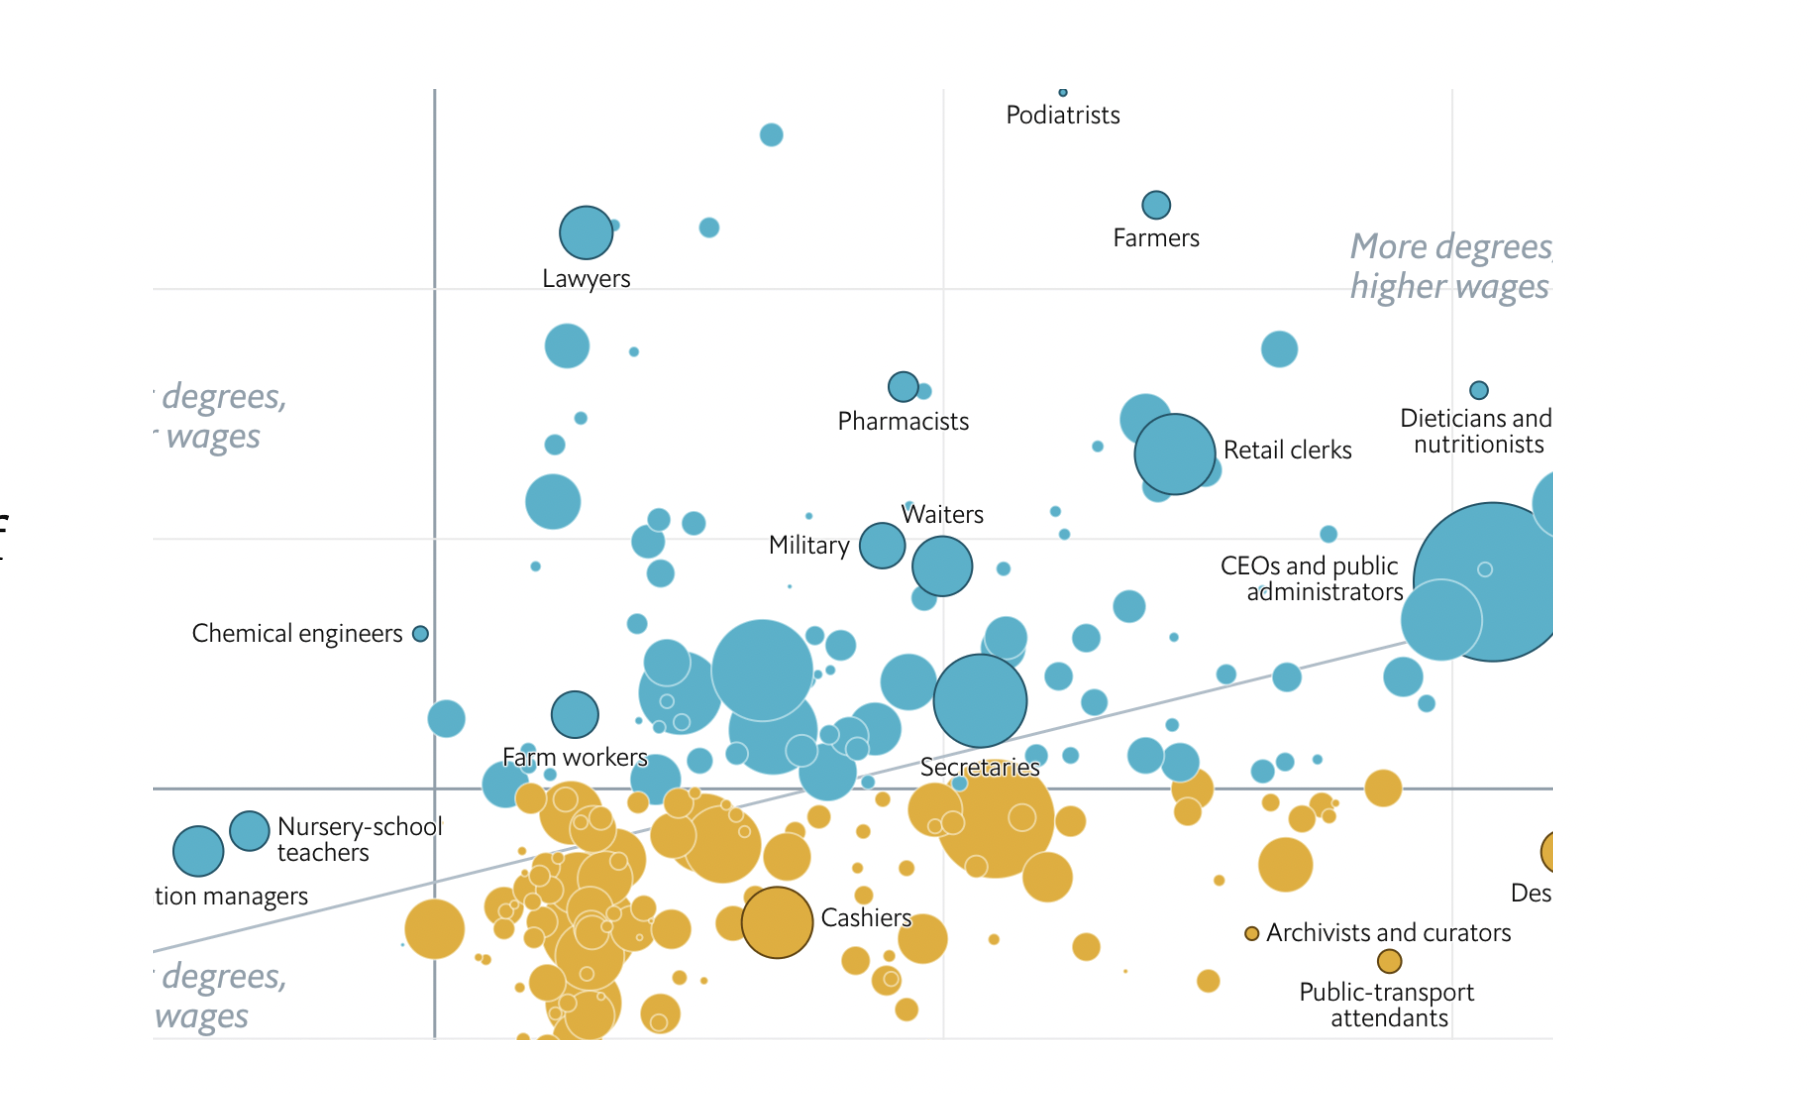 Podiatrists
Farmers
Lawyers
More degrees,
higher wages
degrees,
wages
Pharmacists
Retail clerks
Dieticians and
nutritionists
Waiters
Military
CEOs and public
administrators
Chemical engineers
Farm workers
Secretaries
Nursery-school
teachers
tion managers
Cashiers
Des
Archivists and curators
degrees,
wages
Public-transport
attendants